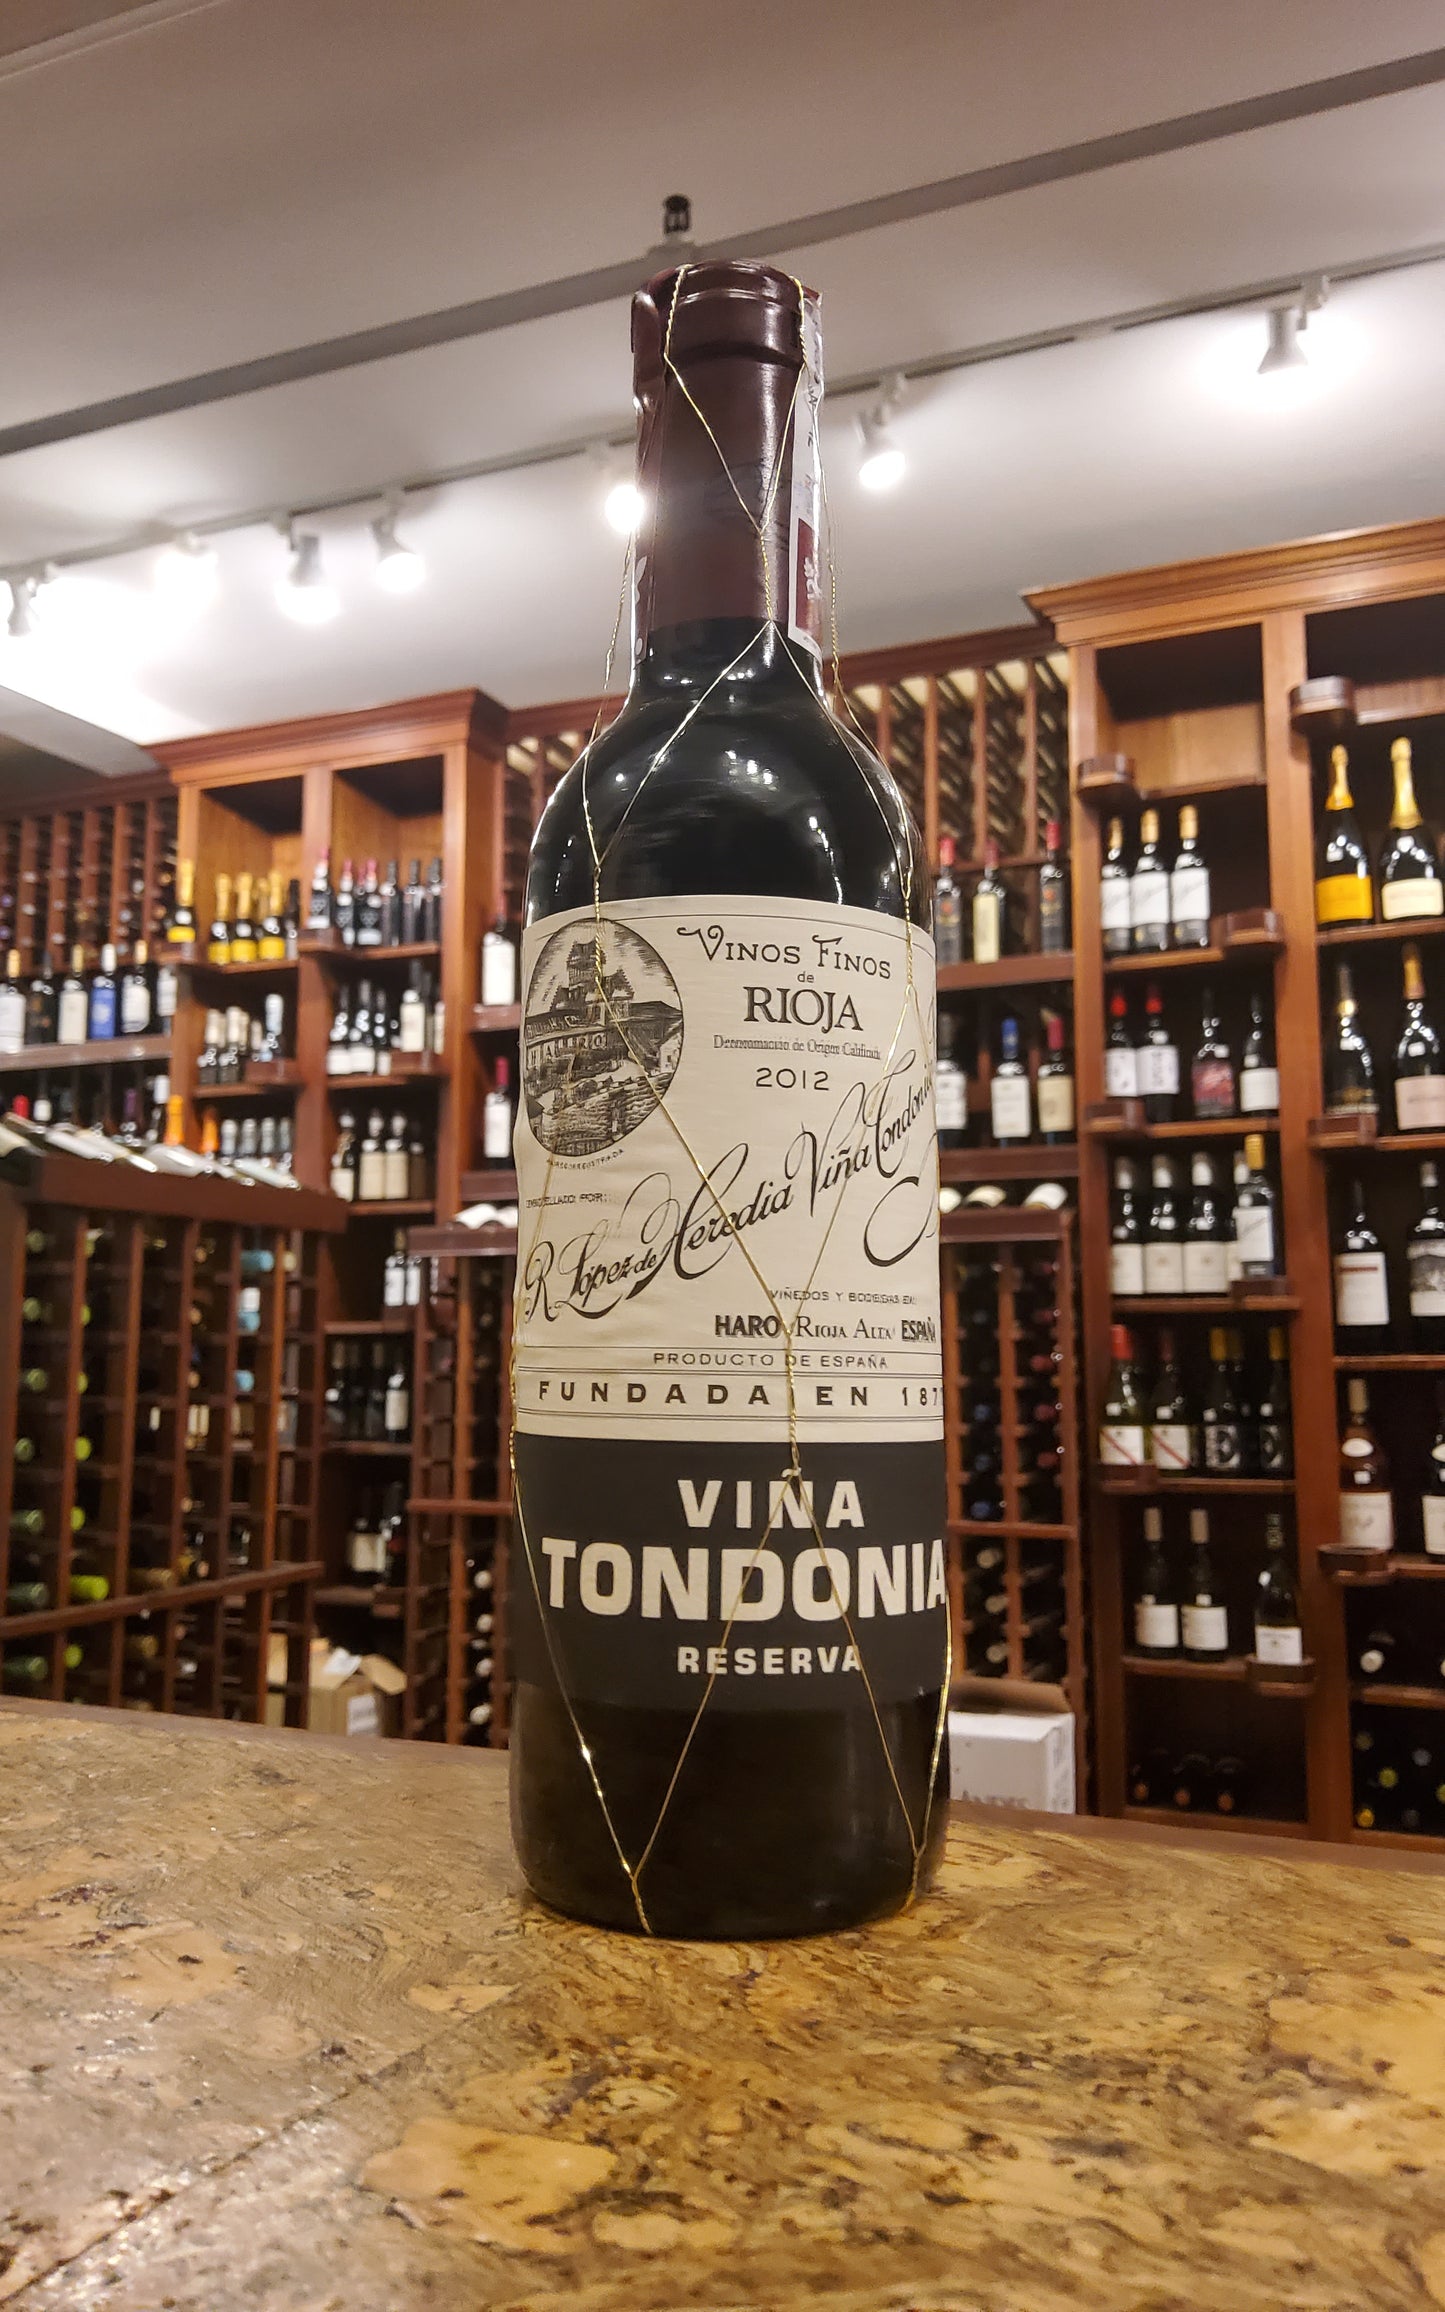 VINOS FINOS
de
RIOJA
Denominación de Origen Calificada
2012
R. López de Heredia Viña Tondonia
VIÑEDOS Y BODEGAS EN:
HARO (RIOJA ALTA) ESPAÑA
PRODUCTO DE ESPAÑA
FUNDADA EN 187
VIÑA
TONDONIA
RESERVA